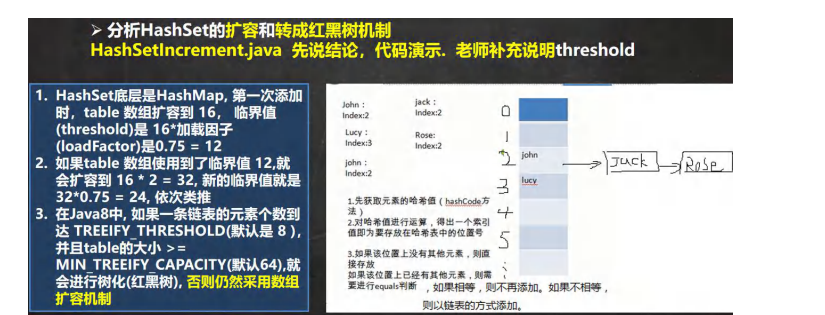 ➢ 分析HashSet的扩容和转成红黑树机制
HashSetIncrement.java 先说结论，代码演示. 老师补充说明threshold
1. HashSet底层是HashMap, 第一次添加
时，table 数组扩容到 16， 临界值
(threshold)是 16*加载因子
(loadFactor)是0.75 = 12
2. 如果table 数组使用到了临界值 12,就
会扩容到 16 * 2 = 32, 新的临界值就是
32*0.75 = 24, 依次类推
3. 在Java8中, 如果一条链表的元素个数到
达 TREEIFY_THRESHOLD(默认是 8 ),
并且table的大小 >=
MIN_TREEIFY_CAPACITY(默认64),就
会进行树化(红黑树), 否则仍然采用数组
扩容机制
John：
Index:2
jack：
Index:2
Lucy：
Index:3
Rose:
Index:2
john：
Index:2
1.先获取元素的哈希值（hashCode方
法）
2.对哈希值进行运算，得出一个索引
值即为要存放在哈希表中的位置号
3.如果该位置上没有其他元素，则直
接存放
如果该位置上已经有其他元素，则需
要进行equals判断 ，如果相等，则不再添加。如果不相等，
则以链表的方式添加。
0
1
2 john Jack Rose
3 lucy
4
5